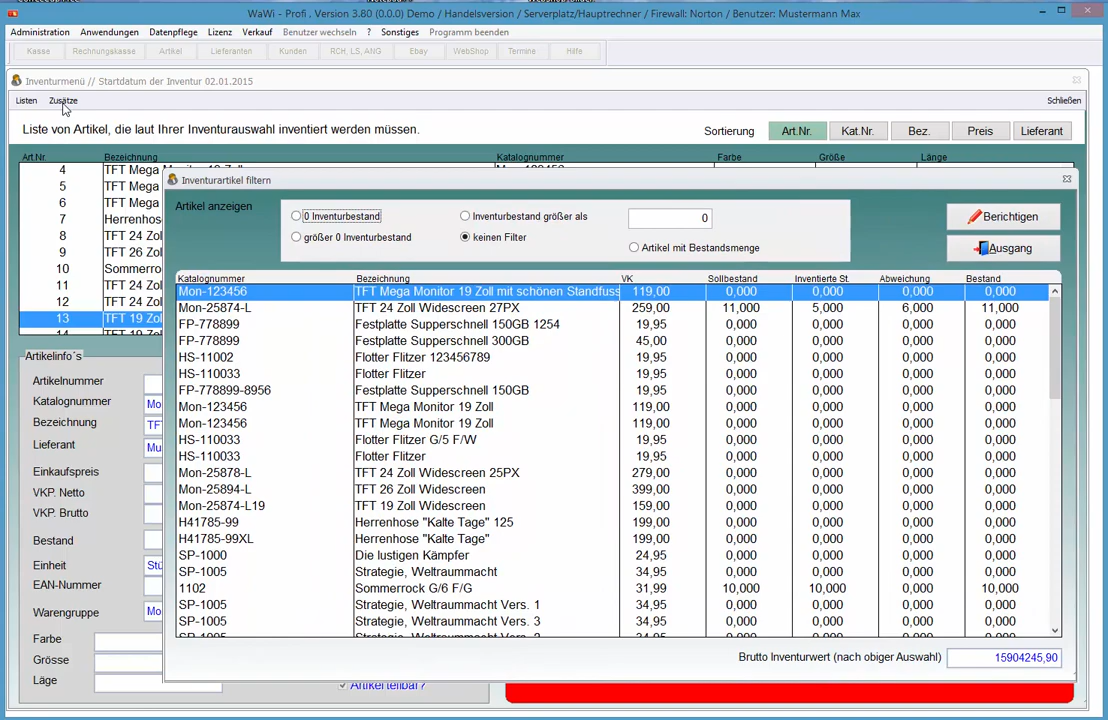 WaWi - Profi . Version 3.80 (0.0.0) Demo / Handelsversion / Serverplatz/Hauptrechner / Firewall: Norton / Benutzer: Mustermann Max
Administration Anwendungen Datenpflege Lizenz Verkauf Benutzer wechseln ? Sonstiges Programm beenden
Kasse Rechnungskasse Artikel Lieferanten Kunden RCH, LS, ANG Ebay WebShop Termine Hilfe
Inventurmenü // Startdatum der Inventur 02.01.2015
Listen Zusätze Schließen
Liste von Artikel, die laut Ihrer Inventurauswahl inventiert werden müssen. Sortierung Art.Nr. Kat.Nr. Bez. Preis Lieferant
Art.Nr Bezeichnung Katalognummer Farbe Größe Länge
4 TFT Mega
5 TFT Mega
6 TFT Mega
7 Herrenhos
8 TFT 24 Zol
9 TFT 26 Zol
10 Sommerro
11 TFT 24 Zol
12 TFT 24 Zol
13 TFT 19 Zol
Inventurartikel filtern
Artikel anzeigen
0 Inventurbestand Inventurbestand größer als 0
größer 0 Inventurbestand keinen Filter Artikel mit Bestandsmenge
Berichtigen
Ausgang
Katalognummer Bezeichnung VK Sollbestand Inventierte St. Abweichung Bestand
Mon-123456 TFT Mega Monitor 19 Zoll mit schönen Standfuss 119,00 0,000 0,000 0,000 0,000
Mon-25874-L TFT 24 Zoll Widescreen 27PX 259,00 11,000 5,000 6,000 11,000
FP-778899 Festplatte Supperschnell 150GB 1254 19,95 0,000 0,000 0,000 0,000
FP-778899 Festplatte Supperschnell 300GB 45,00 0,000 0,000 0,000 0,000
HS-11002 Flotter Flitzer 123456789 19,95 0,000 0,000 0,000 0,000
HS-110033 Flotter Flitzer 19,95 0,000 0,000 0,000 0,000
FP-778899-8956 Festplatte Supperschnell 150GB 19,95 0,000 0,000 0,000 0,000
Mon-123456 TFT Mega Monitor 19 Zoll 119,00 0,000 0,000 0,000 0,000
Mon-123456 TFT Mega Monitor 19 Zoll 119,00 0,000 0,000 0,000 0,000
HS-110033 Flotter Flitzer G/5 F/W 19,95 0,000 0,000 0,000 0,000
HS-110033 Flotter Flitzer 19,95 0,000 0,000 0,000 0,000
Mon-25878-L TFT 24 Zoll Widescreen 25PX 279,00 0,000 0,000 0,000 0,000
Mon-25894-L TFT 26 Zoll Widescreen 399,00 0,000 0,000 0,000 0,000
Mon-25874-L19 TFT 19 Zoll Widescreen 159,00 0,000 0,000 0,000 0,000
H41785-99 Herrenhose "Kalte Tage" 125 199,00 0,000 0,000 0,000 0,000
H41785-99XL Herrenhose "Kalte Tage" 199,00 0,000 0,000 0,000 0,000
SP-1000 Die lustigen Kämpfer 24,95 0,000 0,000 0,000 0,000
SP-1005 Strategie, Weltraummacht 34,95 0,000 0,000 0,000 0,000
1102 Sommerrock G/6 F/G 31,99 10,000 10,000 0,000 10,000
SP-1005 Strategie, Weltraummacht Vers. 1 34,95 0,000 0,000 0,000 0,000
SP-1005 Strategie, Weltraummacht Vers. 3 34,95 0,000 0,000 0,000 0,000
SP-1005 Strategie, Weltraummacht Vers. 2 34,95 0,000 0,000 0,000 0,000
Brutto Inventurwert (nach obiger Auswahl) 15904245,90
Artikelinfo´s
Artikelnummer
Katalognummer Mo
Bezeichnung TF
Lieferant Mu
Einkaufspreis
VKP. Netto
VKP. Brutto
Bestand
Einheit Stü
EAN-Nummer
Warengruppe Mo
Farbe
Grösse
Läge
Artikel teilbar?